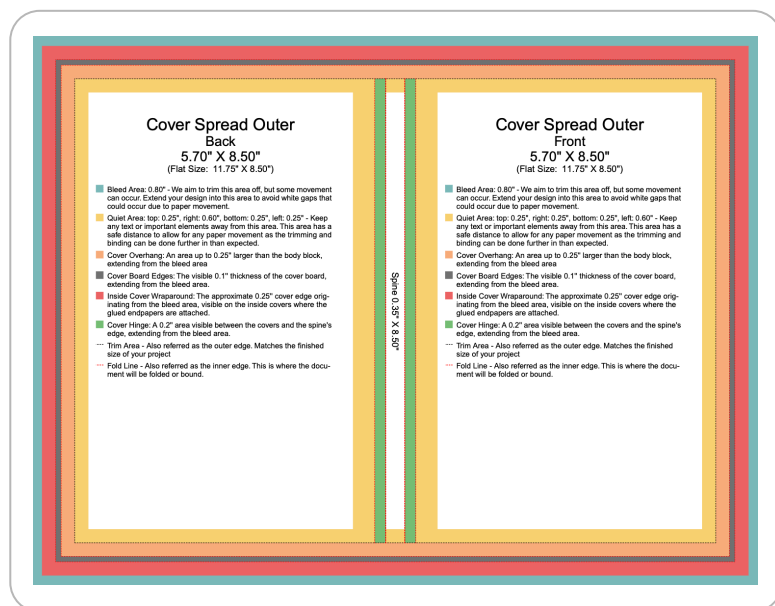 Cover Spread Outer
Back
5.70" X 8.50"
(Flat Size: 11.75" X 8.50")
Bleed Area: 0.80" - We aim to trim this area off, but some movement
can occur. Extend your design into this area to avoid white gaps that
could occur due to paper movement.
Quiet Area: top: 0.25", right: 0.60", bottom: 0.25", left: 0.25" - Keep
any text or important elements away from this area. This area has a
safe distance to allow for any paper movement as the trimming and
binding can be done further in than expected.
Cover Overhang: An area up to 0.25" larger than the body block,
extending from the bleed area
Cover Board Edges: The visible 0.1" thickness of the cover board,
extending from the bleed area.
Inside Cover Wraparound: The approximate 0.25" cover edge orig-
inating from the bleed area, visible on the inside covers where the
glued endpapers are attached.
Cover Hinge: A 0.2" area visible between the covers and the spine's
edge, extending from the bleed area.
Trim Area - Also referred as the outer edge. Matches the finished
size of your project
Fold Line - Also referred as the inner edge. This is where the docu-
ment will be folded or bound.
Spine 0.35" X 8.50"
Cover Spread Outer
Front
5.70" X 8.50"
(Flat Size: 11.75" X 8.50")
Bleed Area: 0.80" - We aim to trim this area off, but some movement
can occur. Extend your design into this area to avoid white gaps that
could occur due to paper movement.
Quiet Area: top: 0.25", right: 0.25", bottom: 0.25", left: 0.60" - Keep
any text or important elements away from this area. This area has a
safe distance to allow for any paper movement as the trimming and
binding can be done further in than expected.
Cover Overhang: An area up to 0.25" larger than the body block,
extending from the bleed area
Cover Board Edges: The visible 0.1" thickness of the cover board,
extending from the bleed area.
Inside Cover Wraparound: The approximate 0.25" cover edge orig-
inating from the bleed area, visible on the inside covers where the
glued endpapers are attached.
Cover Hinge: A 0.2" area visible between the covers and the spine's
edge, extending from the bleed area.
Trim Area - Also referred as the outer edge. Matches the finished
size of your project
Fold Line - Also referred as the inner edge. This is where the docu-
ment will be folded or bound.